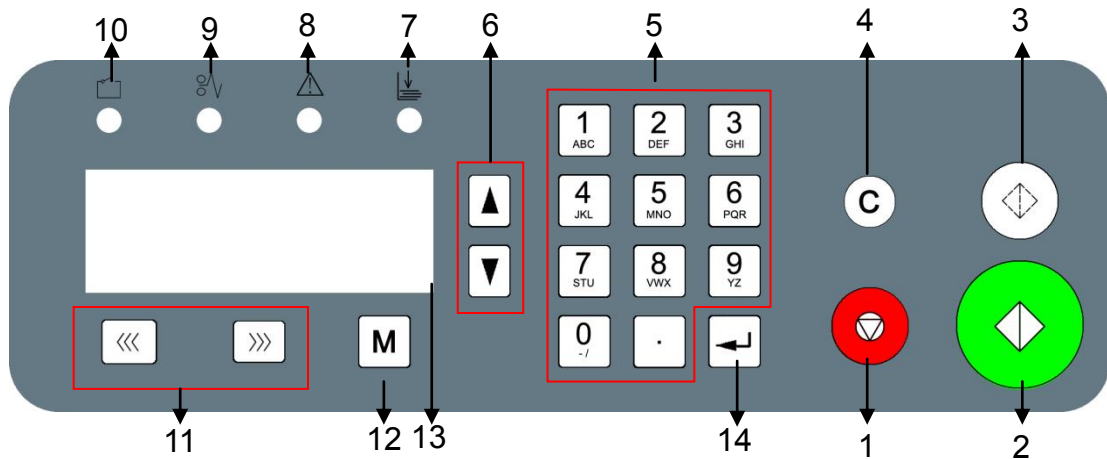 10 9 8 7 6 5 4 3
1 2 3
ABC DEF GHI
4 5 6
JKL MNO PQR
C
7 8 9
STU VWX YZ
M
0 .
- /
11 12 13 14 1 2